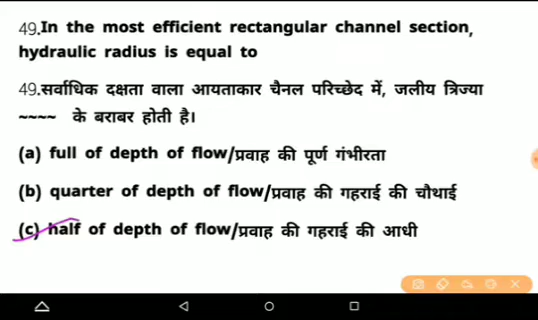 49.In the most efficient rectangular channel section,
hydraulic radius is equal to
49.सर्वाधिक दक्षता वाला आयताकार चैनल परिच्छेद में, जलीय त्रिज्या
~~~~ के बराबर होती है।
(a) full of depth of flow/प्रवाह की पूर्ण गंभीरता
(b) quarter of depth of flow/प्रवाह की गहराई की चौथाई
(c) half of depth of flow/प्रवाह की गहराई की आधी